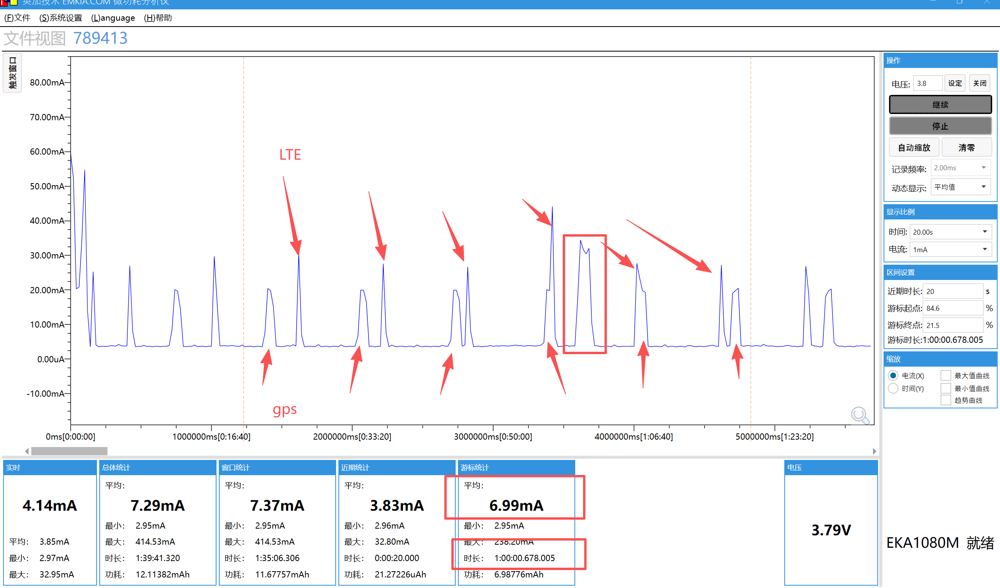 英加技术 EMKIA.COM 微功耗分析仪
(F)文件 (S)系统设置 (L)anguage (H)帮助
文件视图 789413
触发窗口
80.00mA
70.00mA
60.00mA
50.00mA
40.00mA
30.00mA
20.00mA
10.00mA
0.00uA
-10.00mA
LTE
gps
0ms[0:00:00] 1000000ms[0:16:40] 2000000ms[0:33:20] 3000000ms[0:50:00] 4000000ms[1:06:40] 5000000ms[1:23:20]
操作
电压: 3.8 设定 关闭
继续
停止
自动缩放 清零
记录频率: 2.00ms
动态显示: 平均值
显示比例
时间: 20.00s
电流: 1mA
区间设置
近期时长: 20 s
游标起点: 84.6 %
游标终点: 21.5 %
游标时长:1:00:00.678.005
缩放
电流(X) 最大值曲线
时间(Y) 最小值曲线
趋势曲线
实时
4.14mA
平均: 3.85mA
最小: 2.97mA
最大: 32.95mA
总体统计
平均:
7.29mA
最小: 2.95mA
最大: 414.53mA
时长: 1:39:41.320
功耗: 12.11382mAh
窗口统计
平均:
7.37mA
最小: 2.95mA
最大: 414.53mA
时长: 1:35:06.306
功耗: 11.67757mAh
近期统计
平均:
3.83mA
最小: 2.96mA
最大: 32.80mA
时长: 0:00:20.000
功耗: 21.27226uAh
游标统计
平均:
6.99mA
最小: 2.95mA
最大: 238.20mA
时长: 1:00:00.678.005
功耗: 6.98776mAh
电压
3.79V
EKA1080M 就绪